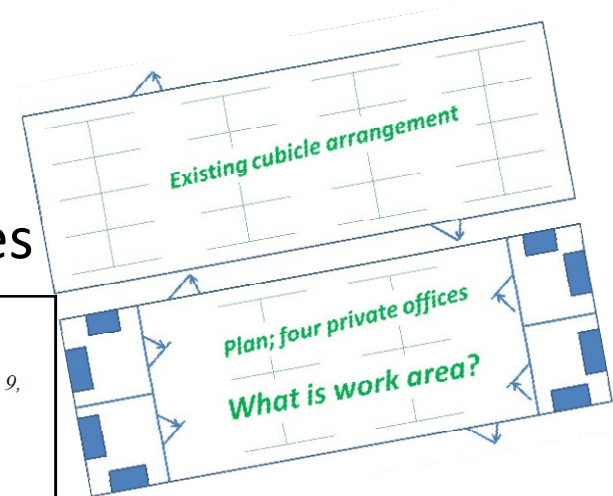 Existing cubicle arrangement
es
9,
Plan; four private offices
What is work area?